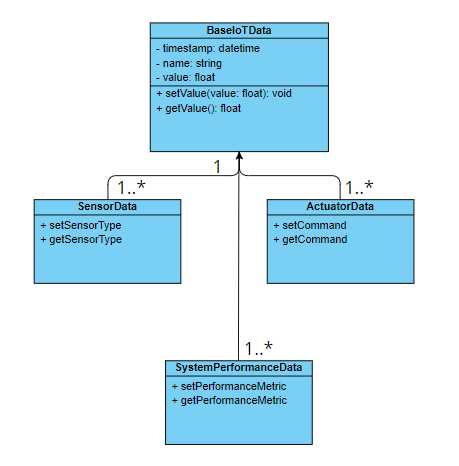 BaseIoTData
- timestamp: datetime
- name: string
- value: float
+ setValue(value: float): void
+ getValue(): float
1
1..*
1..*
SensorData
+ setSensorType
+ getSensorType
ActuatorData
+ setCommand
+ getCommand
1..*
SystemPerformanceData
+ setPerformanceMetric
+ getPerformanceMetric